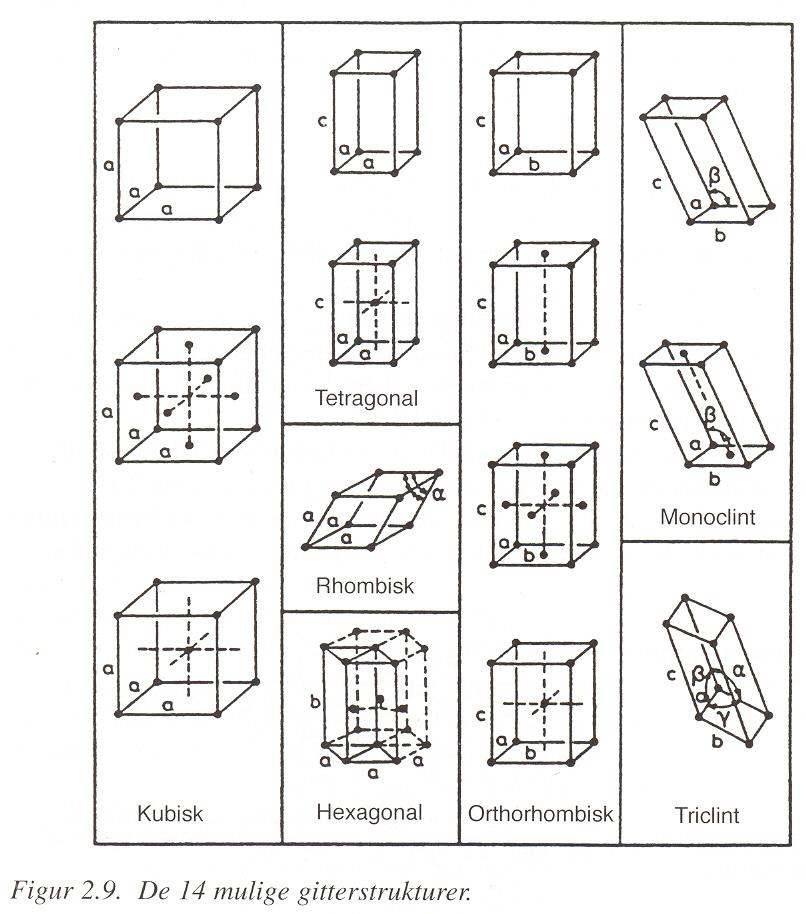 a
a
a
a
a
a
a
a
a
Kubisk
c
a
a
c
a
a
Tetragonal
a
a
a
α
Rhombisk
b
a
a
a
Hexagonal
c
a
b
c
a
b
c
a
b
c
a
b
Orthorhombisk
c
β
a
b
c
β
a
b
Monoclint
c
β
α
a
γ
b
Triclint
Figur 2.9. De 14 mulige gitterstrukturer.